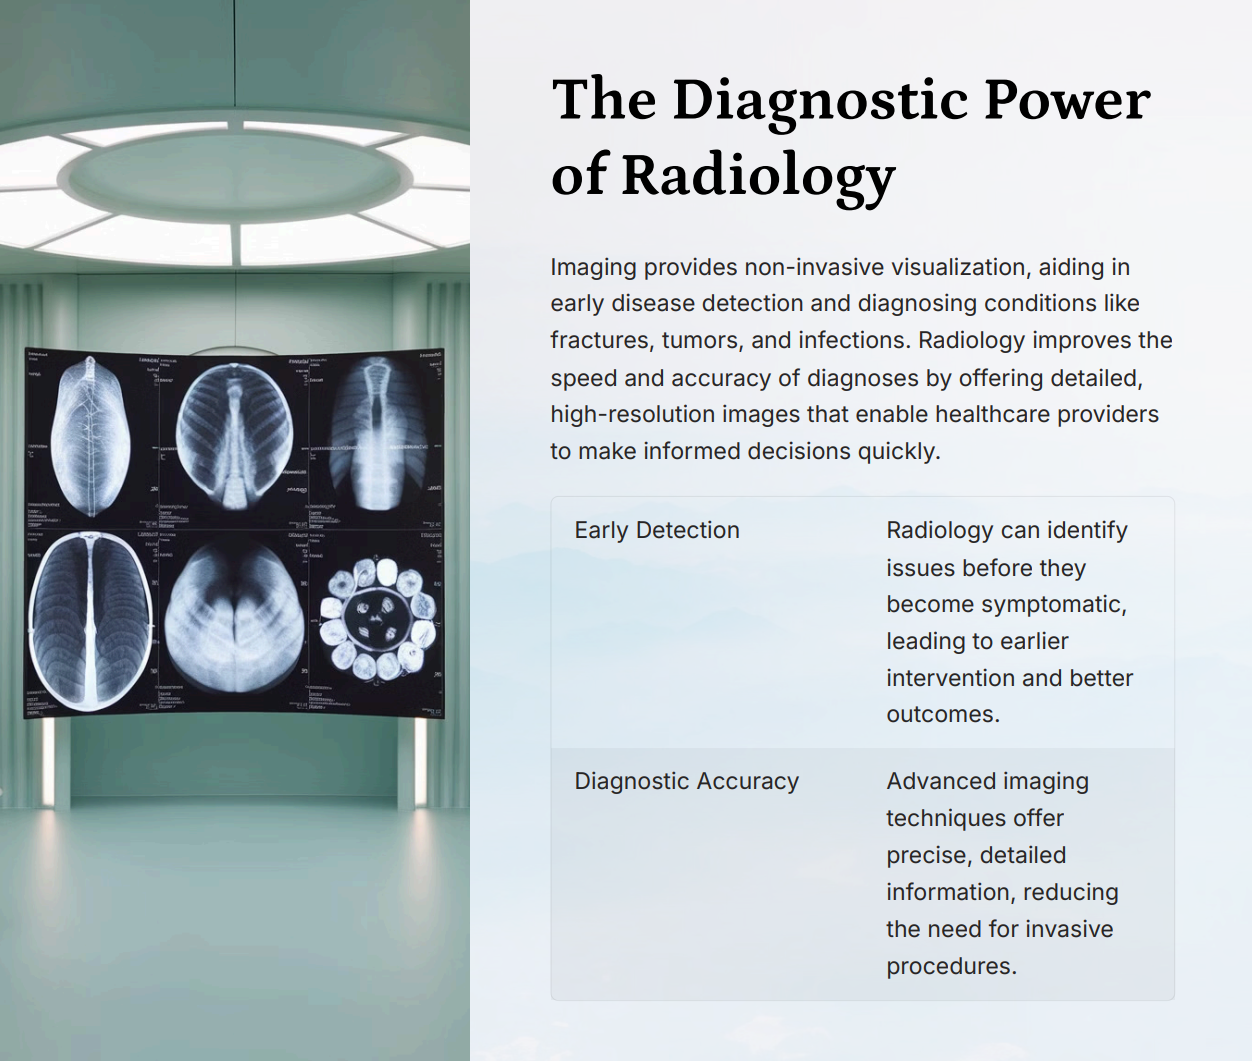 The Diagnostic Power
of Radiology
Imaging provides non-invasive visualization, aiding in
early disease detection and diagnosing conditions like
fractures, tumors, and infections. Radiology improves the
speed and accuracy of diagnoses by offering detailed,
high-resolution images that enable healthcare providers
to make informed decisions quickly.
Early Detection
Radiology can identify
issues before they
become symptomatic,
leading to earlier
intervention and better
outcomes.
Diagnostic Accuracy
Advanced imaging
techniques offer
precise, detailed
information, reducing
the need for invasive
procedures.